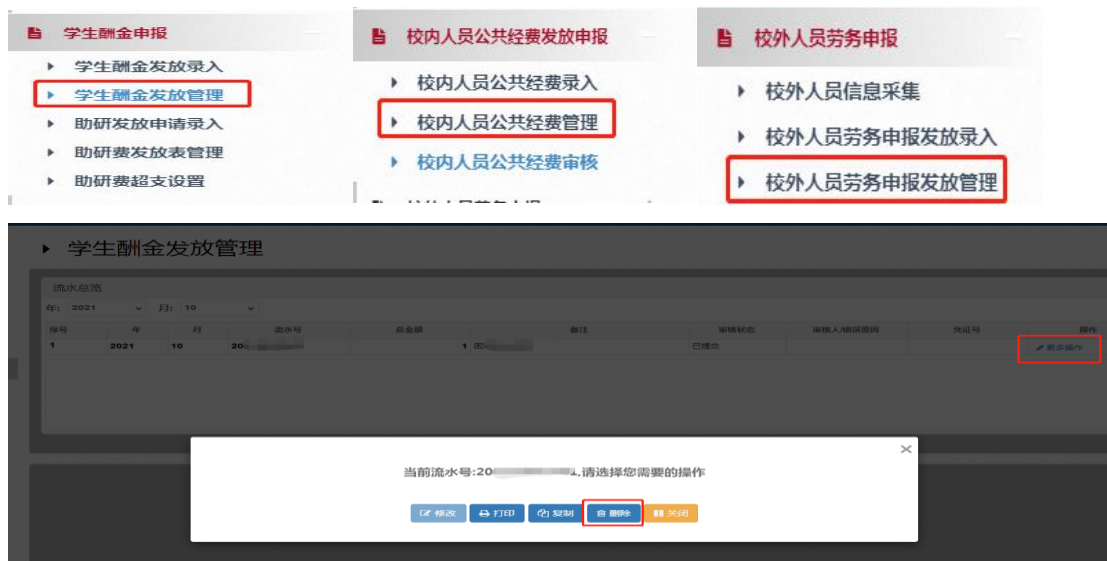 学生酬金申报
学生酬金发放录入
学生酬金发放管理
助研发放申请录入
助研费发放表管理
助研费超支设置
校内人员公共经费发放申报
校内人员公共经费录入
校内人员公共经费管理
校内人员公共经费审核
校外人员劳务申报
校外人员信息采集
校外人员劳务申报发放录入
校外人员劳务申报发放管理
学生酬金发放管理
流水总览
年: 2021 月: 10
序号 年 月 流水号 总金额 备注 审核状态 审核人/错误原因 凭证号 操作
1 2021 10 20 1 已提交 更多操作
×
当前流水号:20 1,请选择您需要的操作
修改 打印 复制 删除 关闭